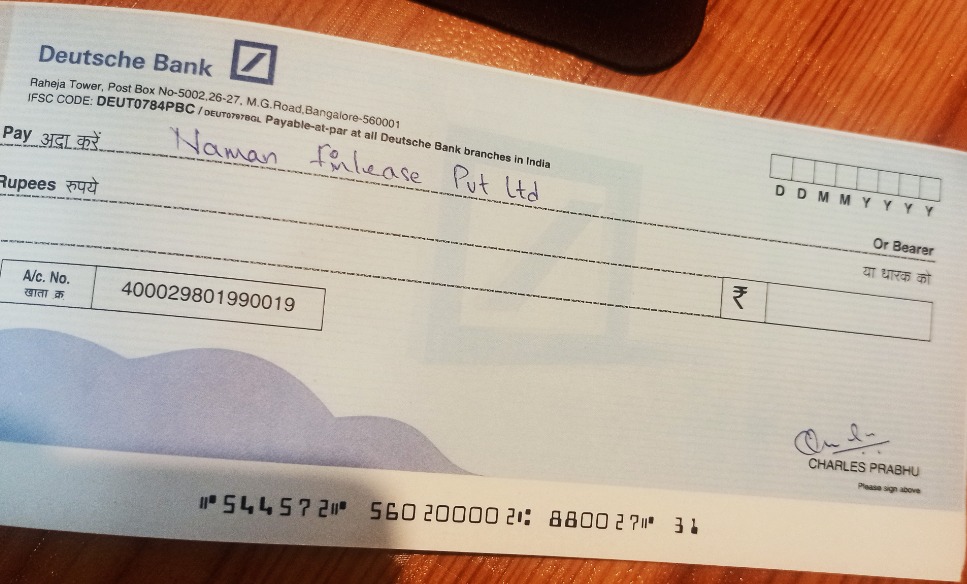 Deutsche Bank
Raheja Tower, Post Box No-5002,26-27, M.G.Road,Bangalore-560001
IFSC CODE: DEUT0784PBC / DEUT0797BGL Payable-at-par at all Deutsche Bank branches in India
Pay अदा करें Naman finlease Pvt Ltd
D D M M Y Y Y Y
Rupees रुपये
Or Bearer
या धारक को
A/c. No.
खाता क्र
400029801990019
₹
CHARLES PRABHU
Please sign above
⑈544572⑈ 560200002⑆ 880027⑈ 31